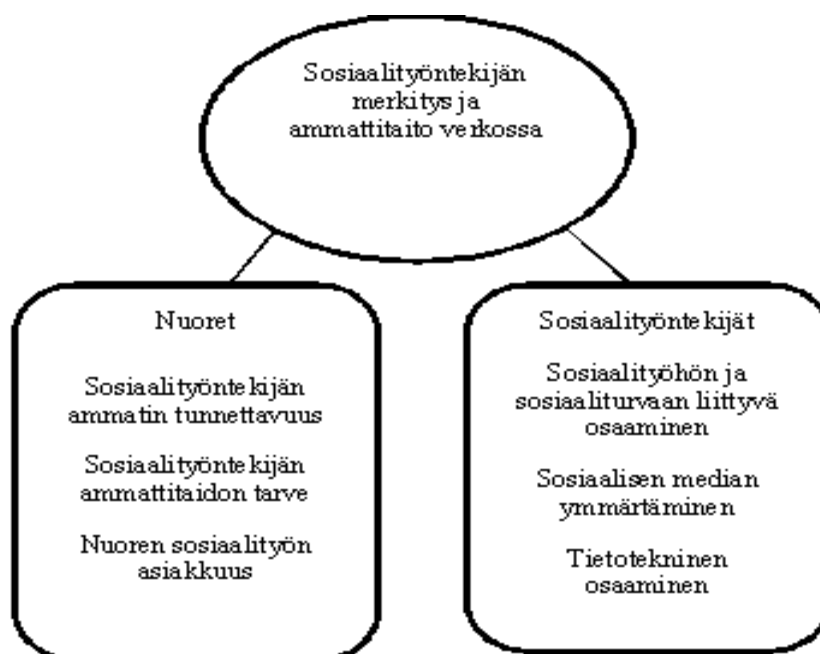 Sosiaalityöntekijän
merkitys ja
ammattitaito verkossa
Nuoret
Sosiaalityöntekijän
ammatin tunnettavuus
Sosiaalityöntekijän
ammattitaidon tarve
Nuoren sosiaalityön
asiakkuus
Sosiaalityöntekijät
Sosiaalityöhön ja
sosiaaliturvaan liittyvä
osaaminen
Sosiaalisen median
ymmärtäminen
Tietotekninen
osaaminen